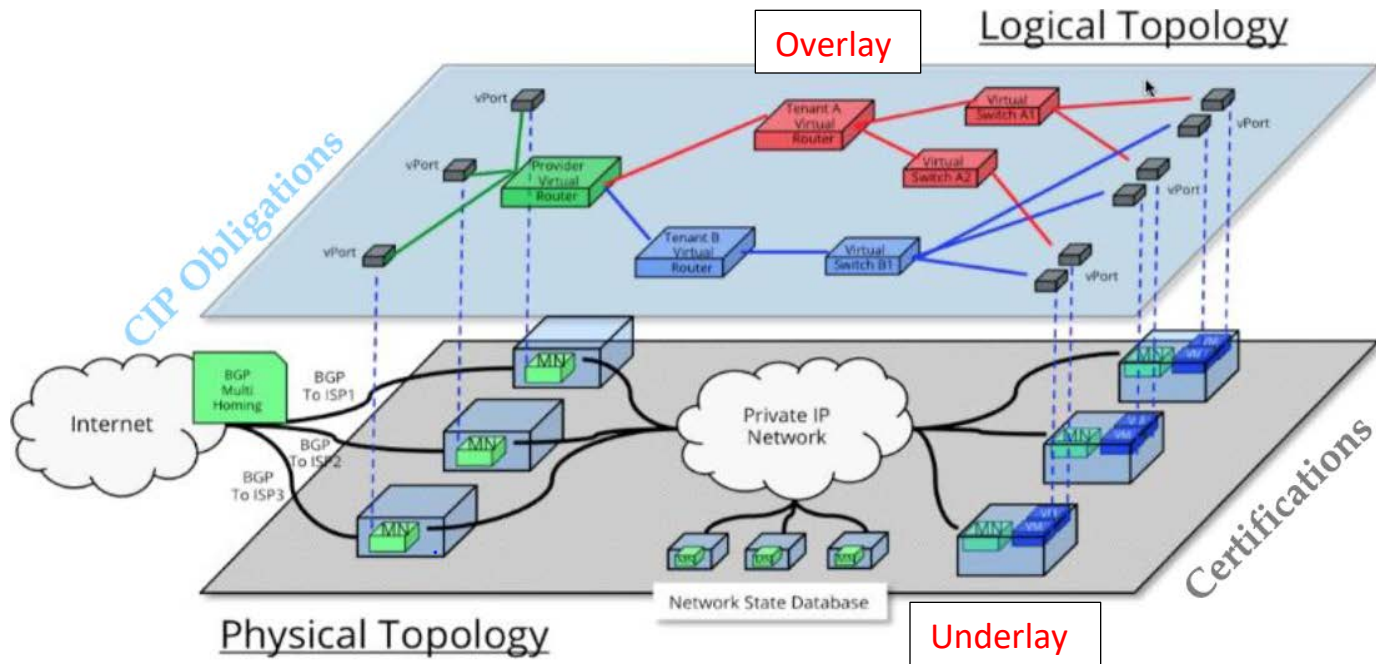 Overlay
Logical Topology
vPort
vPort
vPort
Provider
Virtual
Router
Tenant A
Virtual
Router
Virtual
Switch A1
Virtual
Switch A2
Tenant B
Virtual
Router
Virtual
Switch B1
vPort
vPort
vPort
CIP Obligations
Internet
BGP
Multi
Homing
BGP
To ISP1
BGP
To ISP2
BGP
To ISP3
MN
MN
MN
Private IP
Network
MN
MN
VM
MN
VM
Network State Database
Certifications
Physical Topology
Underlay